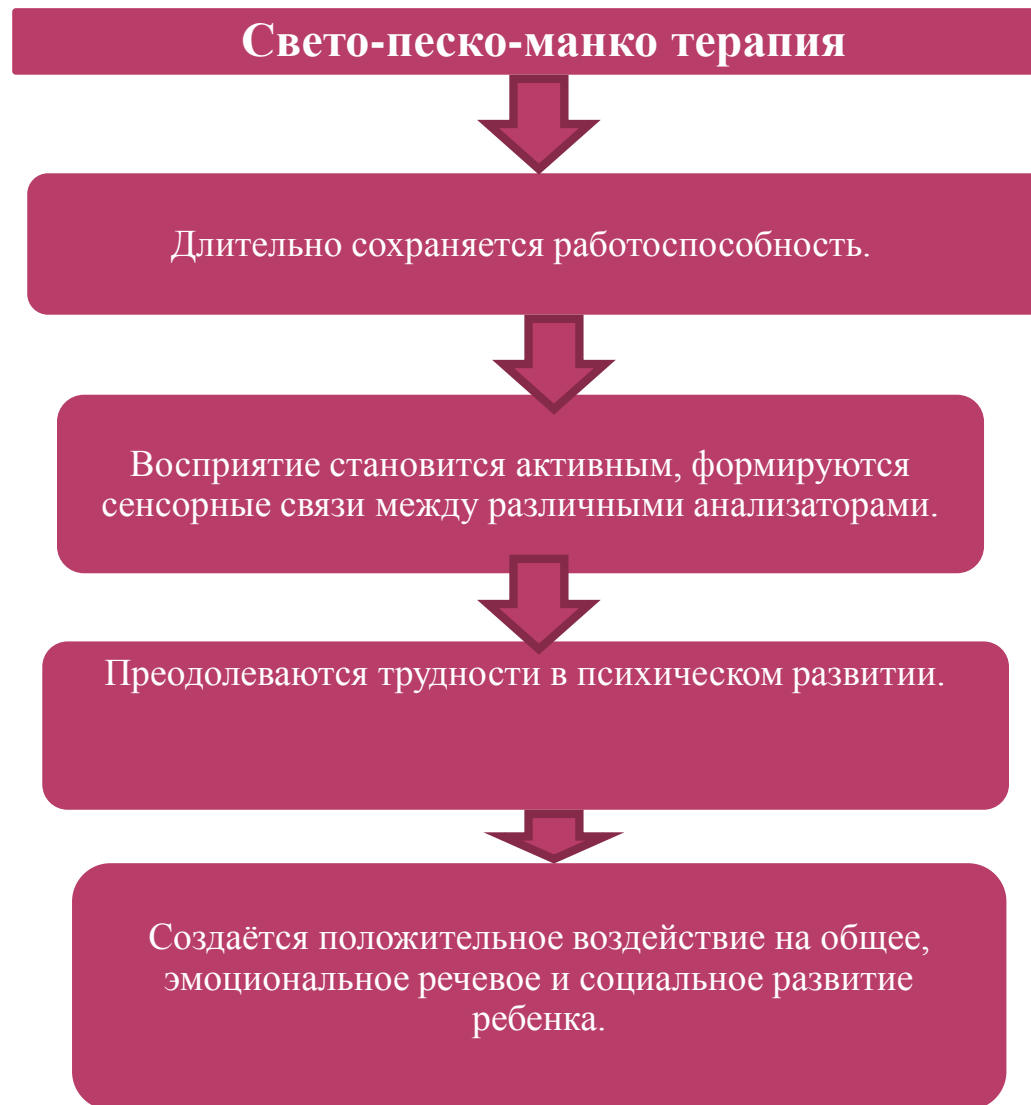 Свето-песко-манко терапия
Длительно сохраняется работоспособность.
Восприятие становится активным, формируются
сенсорные связи между различными анализаторами.
Преодолеваются трудности в психическом развитии.
Создаётся положительное воздействие на общее,
эмоциональное речевое и социальное развитие
ребенка.